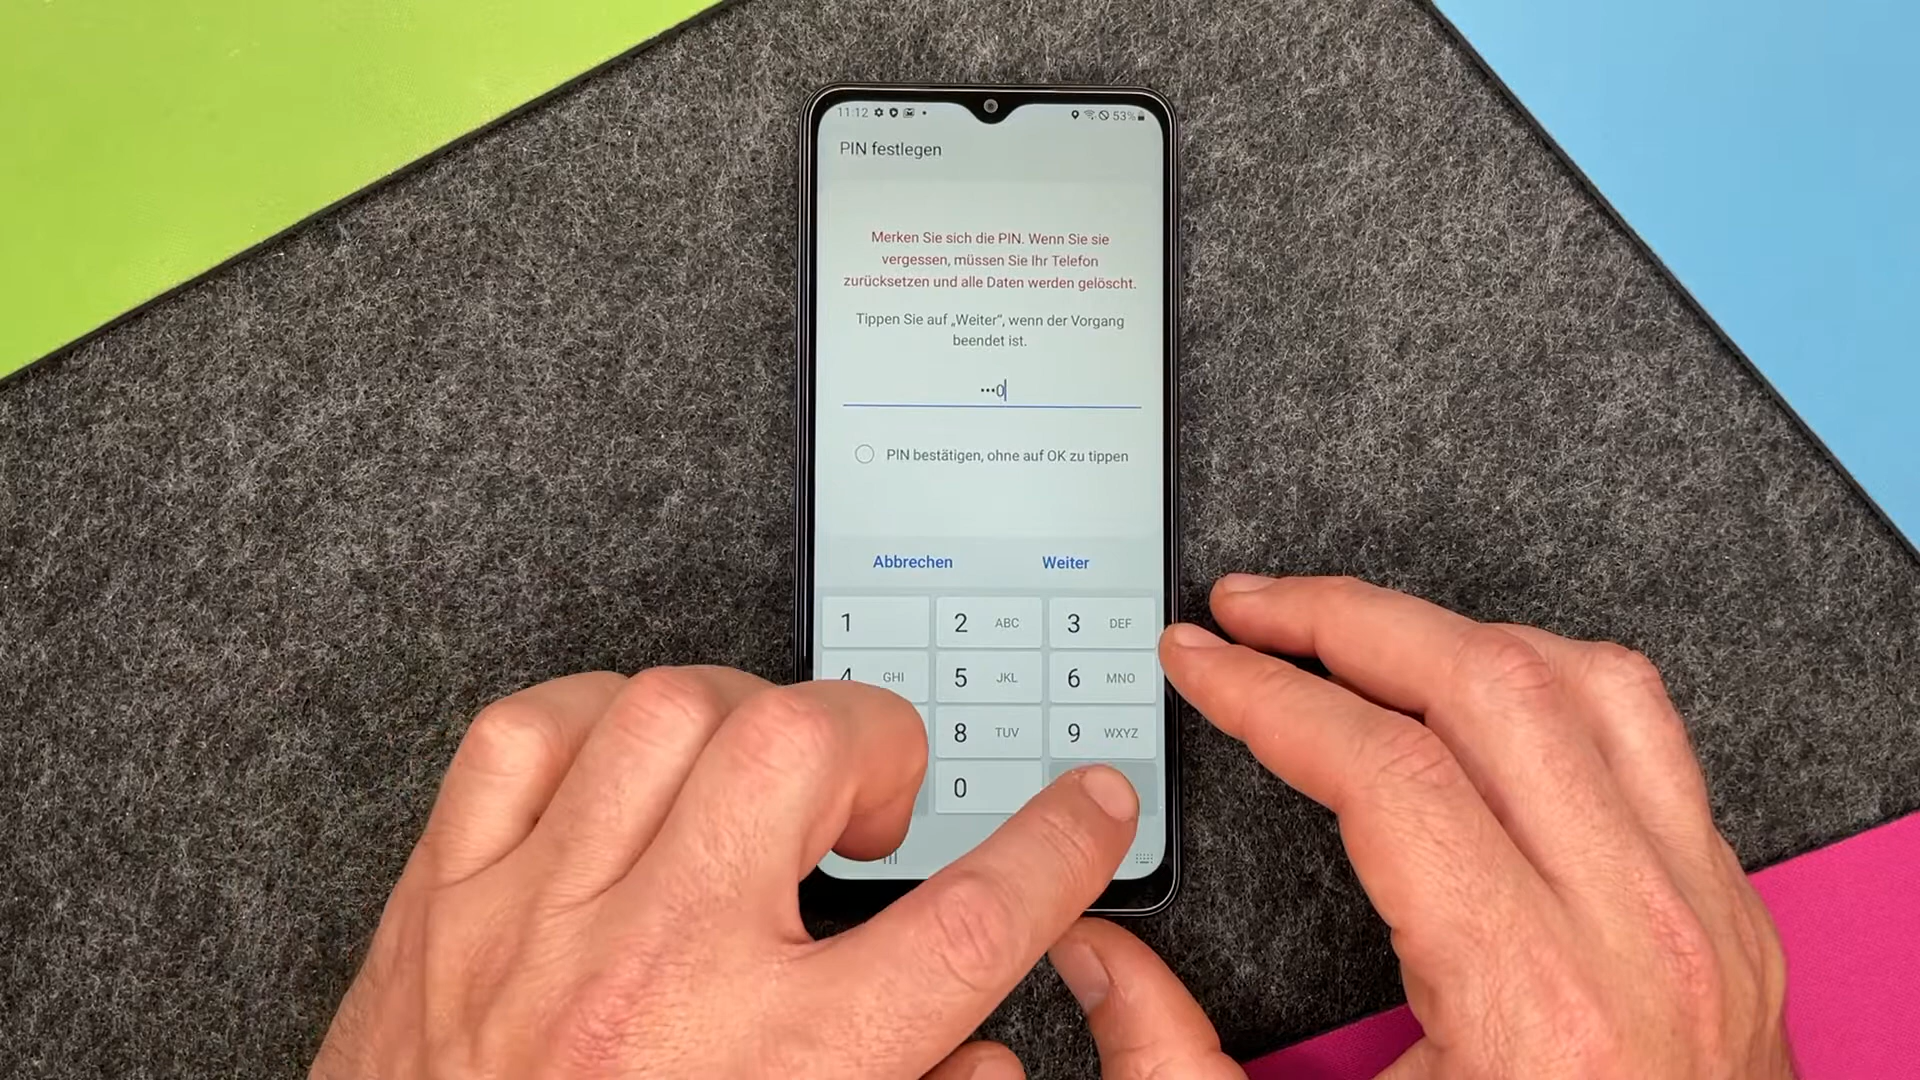 11:12 53%
PIN festlegen
Merken Sie sich die PIN. Wenn Sie sie
vergessen, müssen Sie Ihr Telefon
zurücksetzen und alle Daten werden gelöscht.
Tippen Sie auf „Weiter“, wenn der Vorgang
beendet ist.
•••0
PIN bestätigen, ohne auf OK zu tippen
Abbrechen Weiter
1 2 ABC 3 DEF
4 GHI 5 JKL 6 MNO
8 TUV 9 WXYZ
0